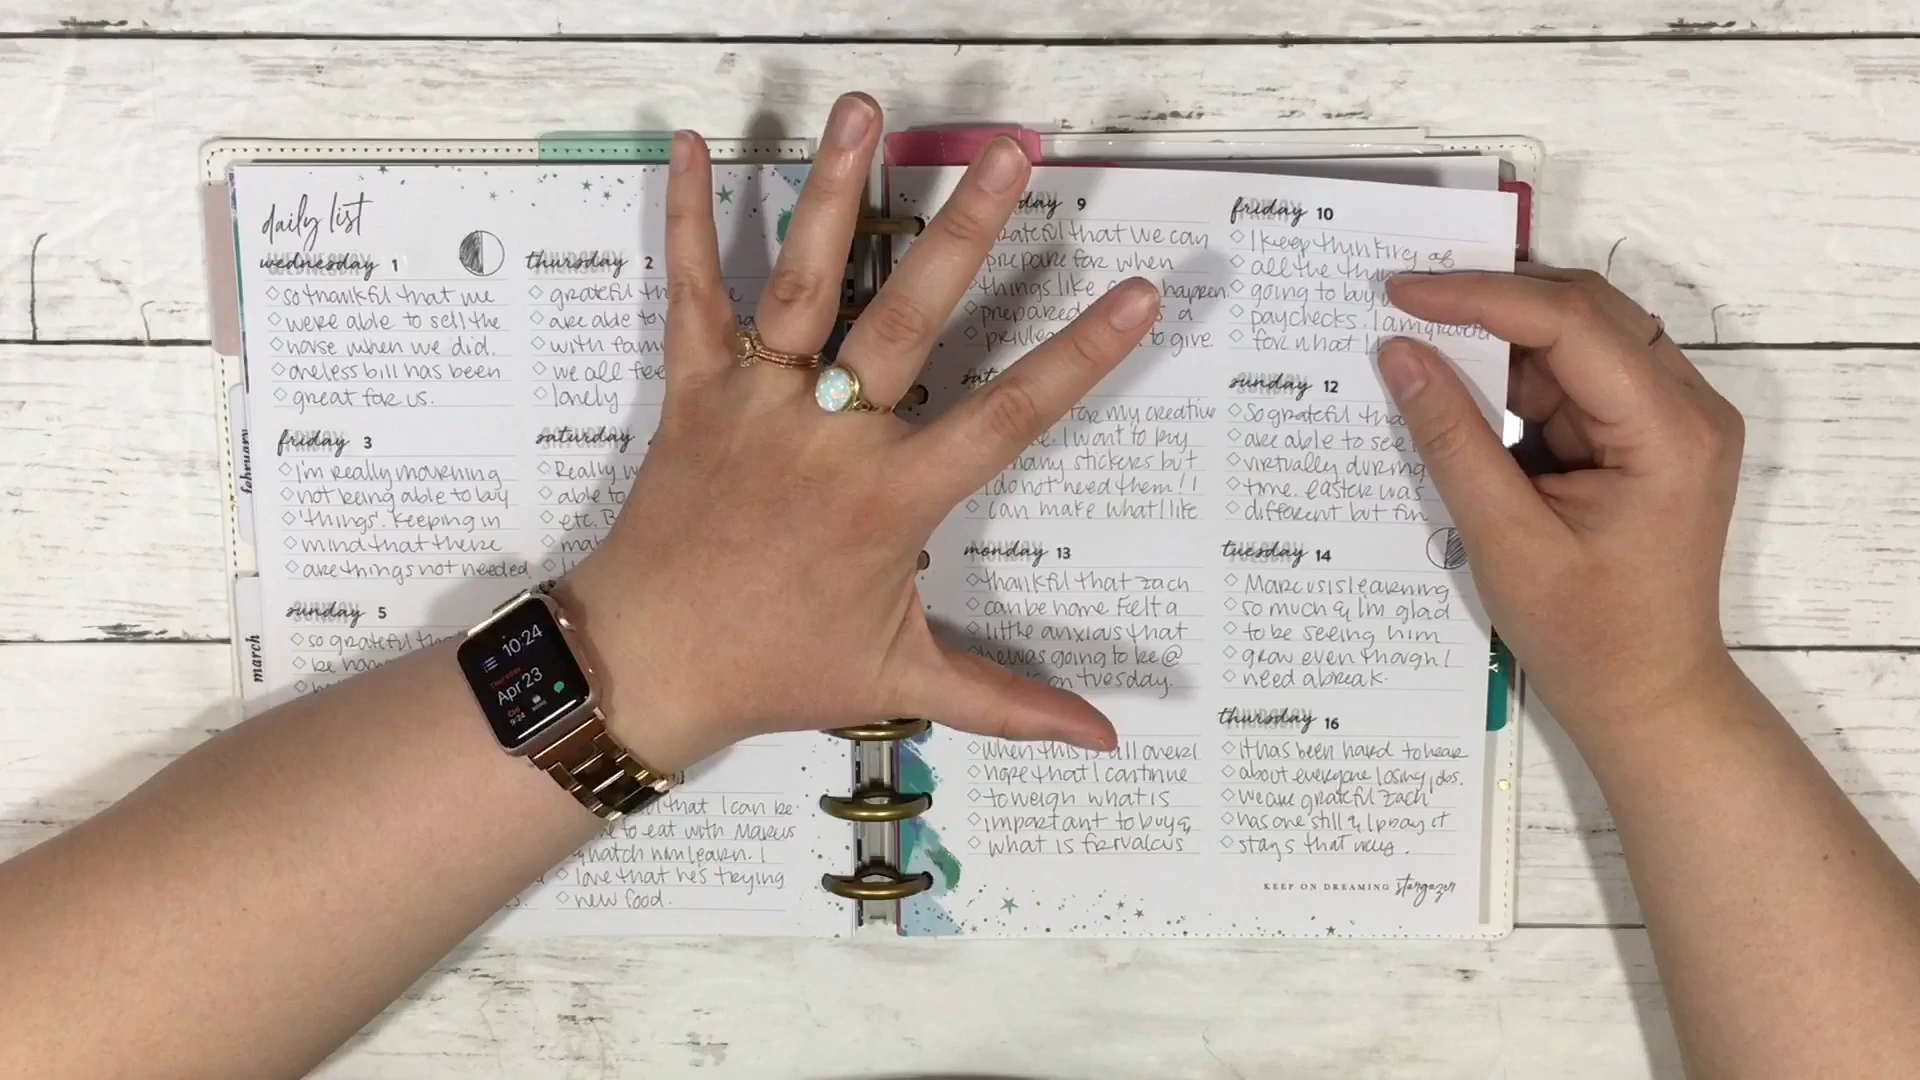 daily list
wednesday 1
so thankful that we
were able to sell the
house when we did.
one less bill has been
great for us.
thursday 2
grateful
are able to
with fam
we all fee
lonely
friday 3
I'm really mourning
not being able to buy
'things'. Keeping in
mind that there
are things not needed
saturday
Really
able to
etc.
sunday 5
so grateful
be
that I can be
to eat with Marcus
& watch him learn. I
love that he's trying
new food.
february
march
day 9
grateful that we can
prepare for when
things like happen
prepared a
to give
friday 10
I keep thinking of
all the
going to buy
paychecks. I am grateful
for what I
for my creative
I want to buy
many stickers but
I do not need them!! I
can make what I like
sunday 12
So grateful
are able to see
virtually during
time. easter was
different but fin
monday 13
thankful that zach
can be home. Felt a
little anxious that
he was going to be @
on tuesday.
tuesday 14
Marcus is learning
so much & I'm glad
to be seeing him
grow even though I
need a break.
when this is all over I
hope that I continue
to weigh what is
important to buy &
what is
thursday 16
it has been hard to hear
about everyone losing jobs.
we are grateful zach
has one still & I pray it
stays that way.
KEEP ON DREAMING stargazer
10:24
Thursday
Apr 23
CHI
9:24